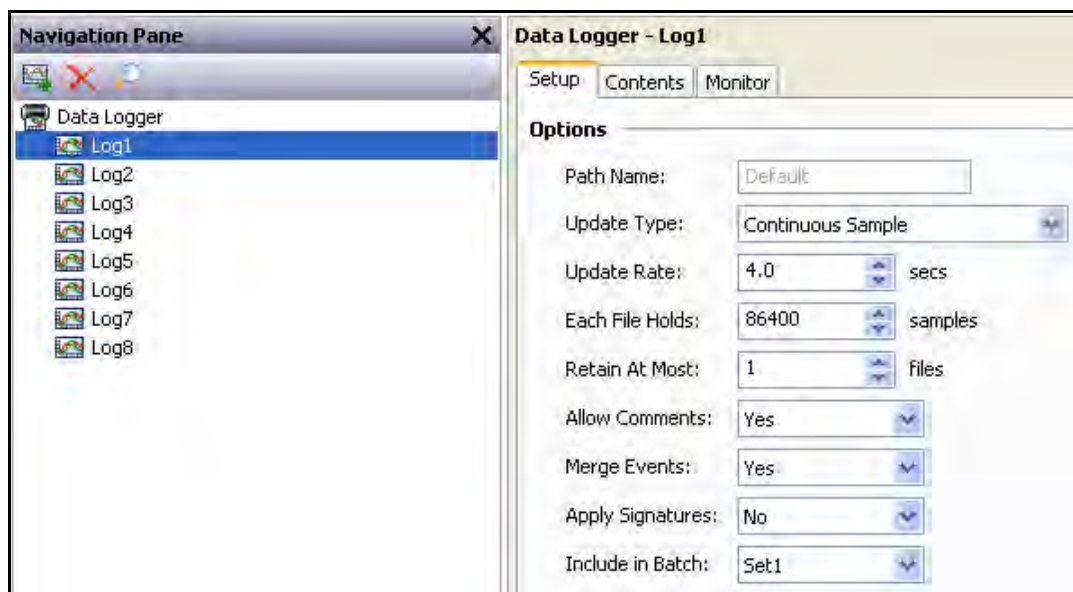 Navigation Pane
Data Logger
Log1
Log2
Log3
Log4
Log5
Log6
Log7
Log8
Data Logger - Log1
Setup Contents Monitor
Options
Path Name: Default
Update Type: Continuous Sample
Update Rate: 4.0 secs
Each File Holds: 86400 samples
Retain At Most: 1 files
Allow Comments: Yes
Merge Events: Yes
Apply Signatures: No
Include in Batch: Set1